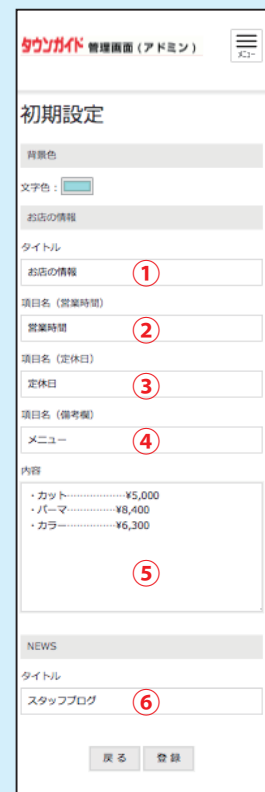 タウンガイド 管理画面(アドミン)
メニュー
初期設定
背景色
文字色:
お店の情報
タイトル
お店の情報 ①
項目名(営業時間)
営業時間 ②
項目名(定休日)
定休日 ③
項目名(備考欄)
メニュー ④
内容
・カット………………¥5,000
・パーマ……………¥8,400
・カラー……………¥6,300
⑤
NEWS
タイトル
スタッフブログ ⑥
戻る 登録